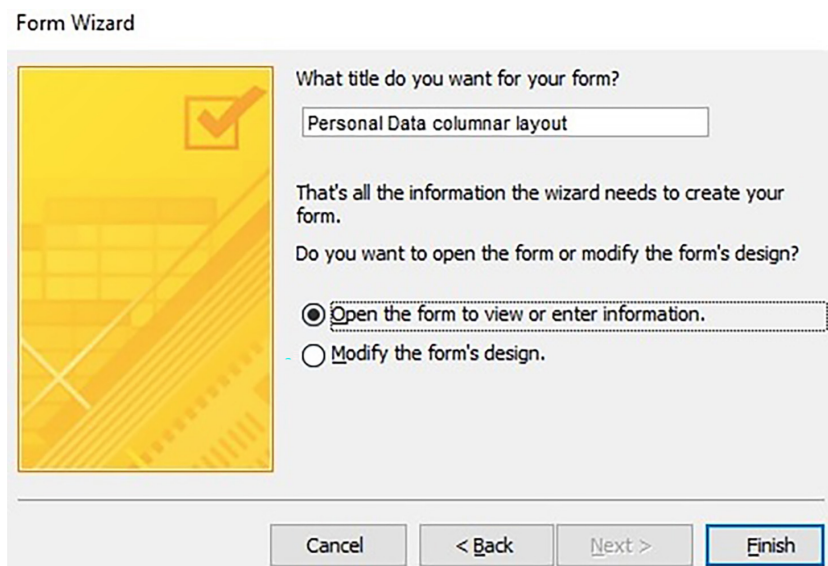 Form Wizard
What title do you want for your form?
Personal Data columnar layout
That's all the information the wizard needs to create your
form.
Do you want to open the form or modify the form's design?
Open the form to view or enter information.
Modify the form's design.
Cancel
< Back
Next >
Finish